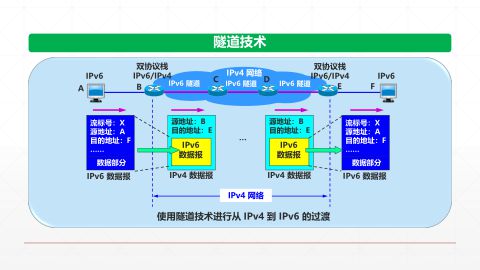 隧道技术
双协议栈
IPv6/IPv4
IPv4 网络
双协议栈
IPv6/IPv4
IPv6
IPv6
A
B
IPv6 隧道
C
IPv6 隧道
D
IPv6 隧道
E
F
流标号：X
源地址：A
目的地址：F
……
数据部分
IPv6 数据报
源地址：B
目的地址：E
IPv6
数据报
IPv4 数据报
…
源地址：B
目的地址：E
IPv6
数据报
IPv4 数据报
流标号：X
源地址：A
目的地址：F
……
数据部分
IPv6 数据报
IPv4 网络
使用隧道技术进行从 IPv4 到 IPv6 的过渡